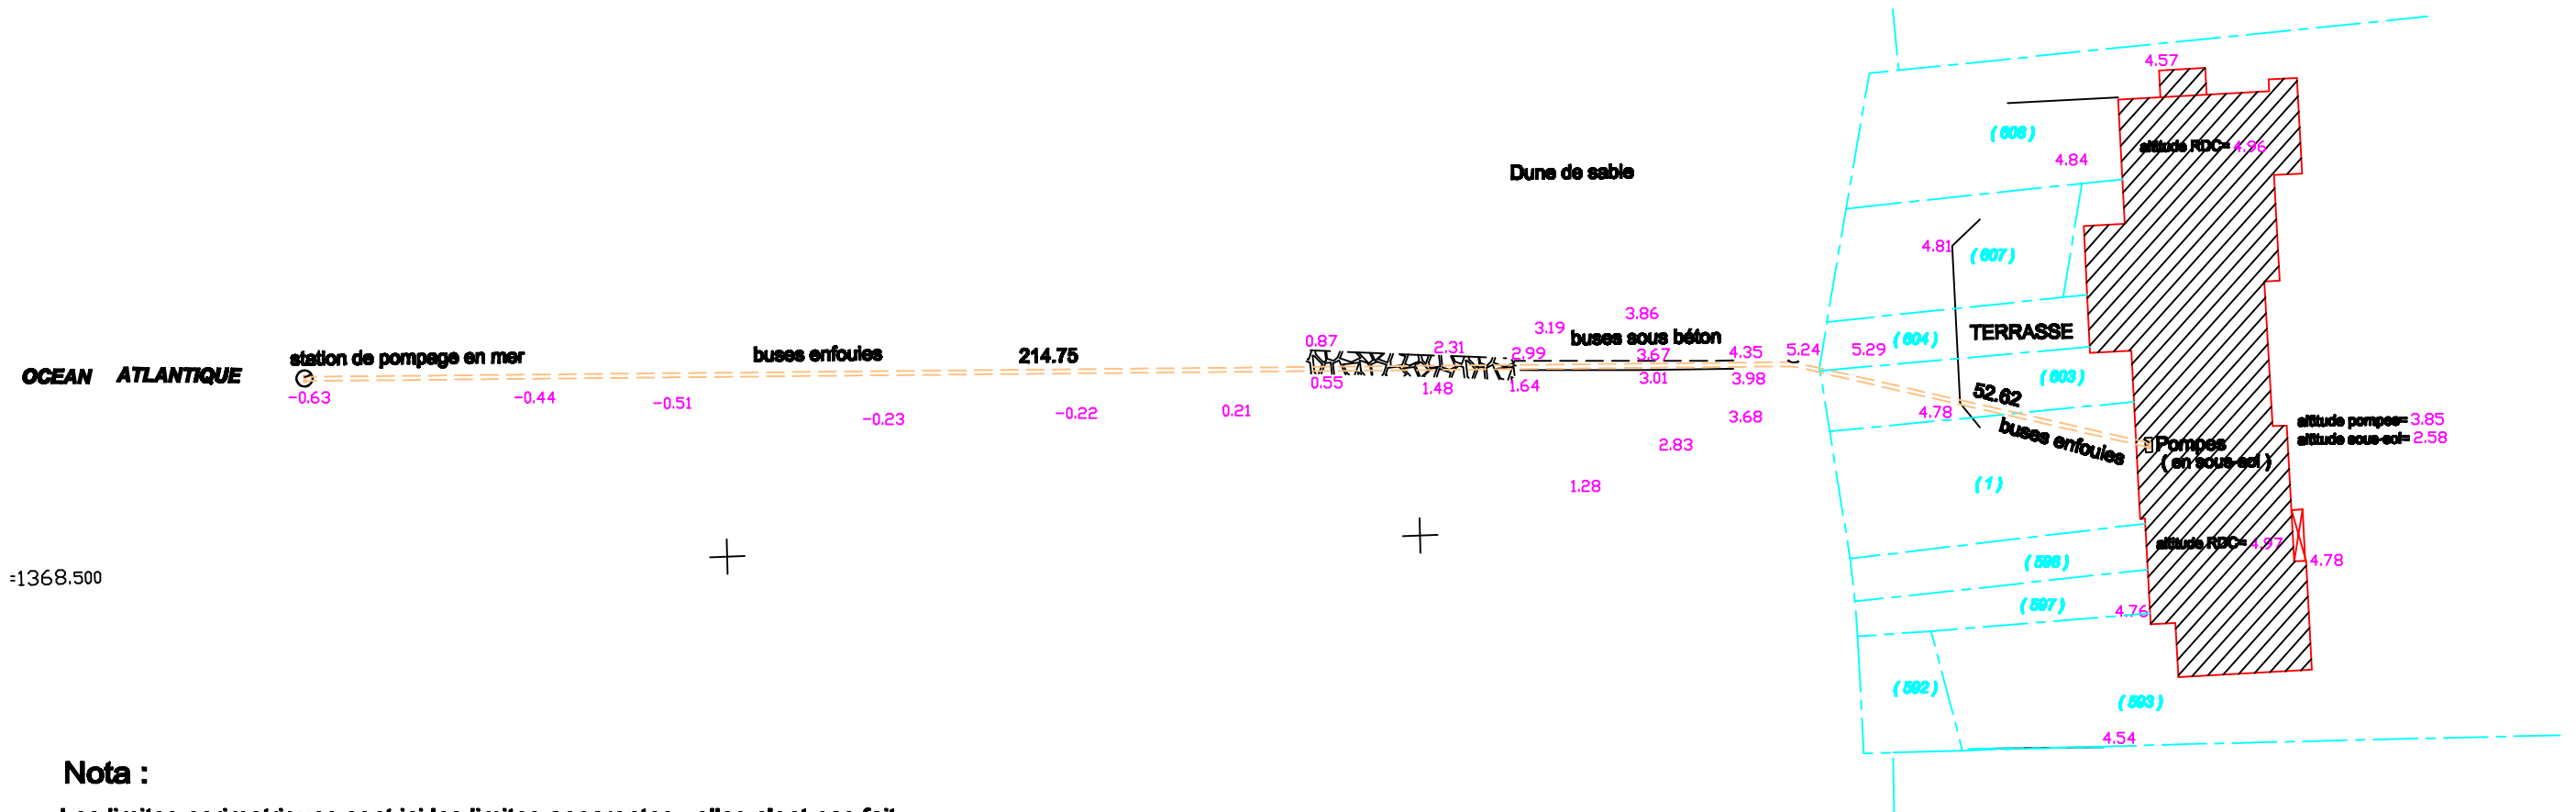 4.57
( 608 )
altitude RDC= 4.96
4.84
Dune de sable
4.81
( 607 )
3.86
3.19
buses sous béton
TERRASSE
( 604 )
0.87
2.31
2.99
3.67
4.35
5.24
5.29
station de pompage en mer
buses enfouies
214.75
OCEAN ATLANTIQUE
-0.63
-0.44
-0.51
-0.23
-0.22
0.21
0.55
1.48
1.64
3.01
3.98
( 603 )
52.62
3.68
4.78
buses enfouies
altitude pompes= 3.85
altitude sous-sol= 2.58
Pompes
( en sous-sol )
2.83
1.28
( 1 )
altitude RDC= 4.97
4.78
=1368.500
( 597 )
4.76
( 592 )
( 593 )
4.54
Nota :